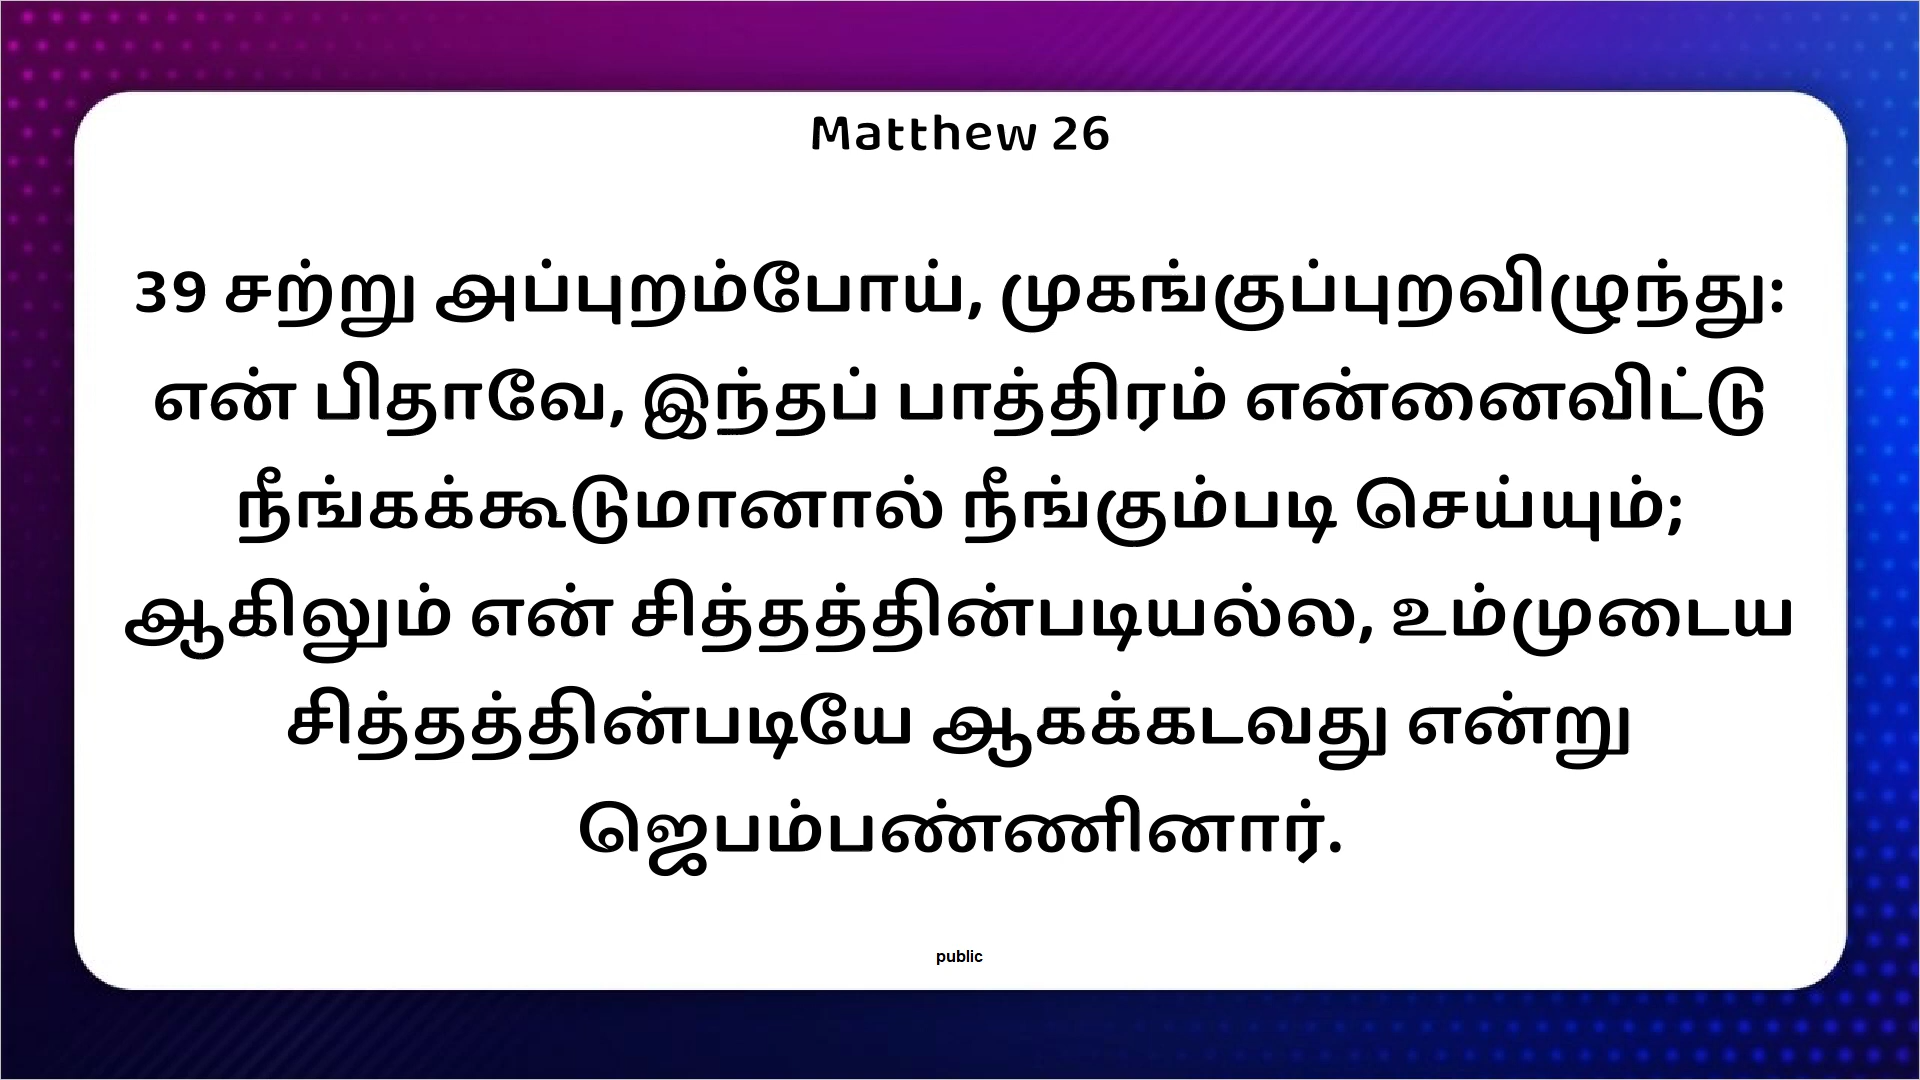 Matthew 26
39 சற்று அப்புறம்போய், முகங்குப்புறவிழுந்து:
என் பிதாவே, இந்தப் பாத்திரம் என்னைவிட்டு
நீங்கக்கூடுமானால் நீங்கும்படி செய்யும்;
ஆகிலும் என் சித்தத்தின்படியல்ல, உம்முடைய
சித்தத்தின்படியே ஆகக்கடவது என்று
ஜெபம்பண்ணினார்.
public